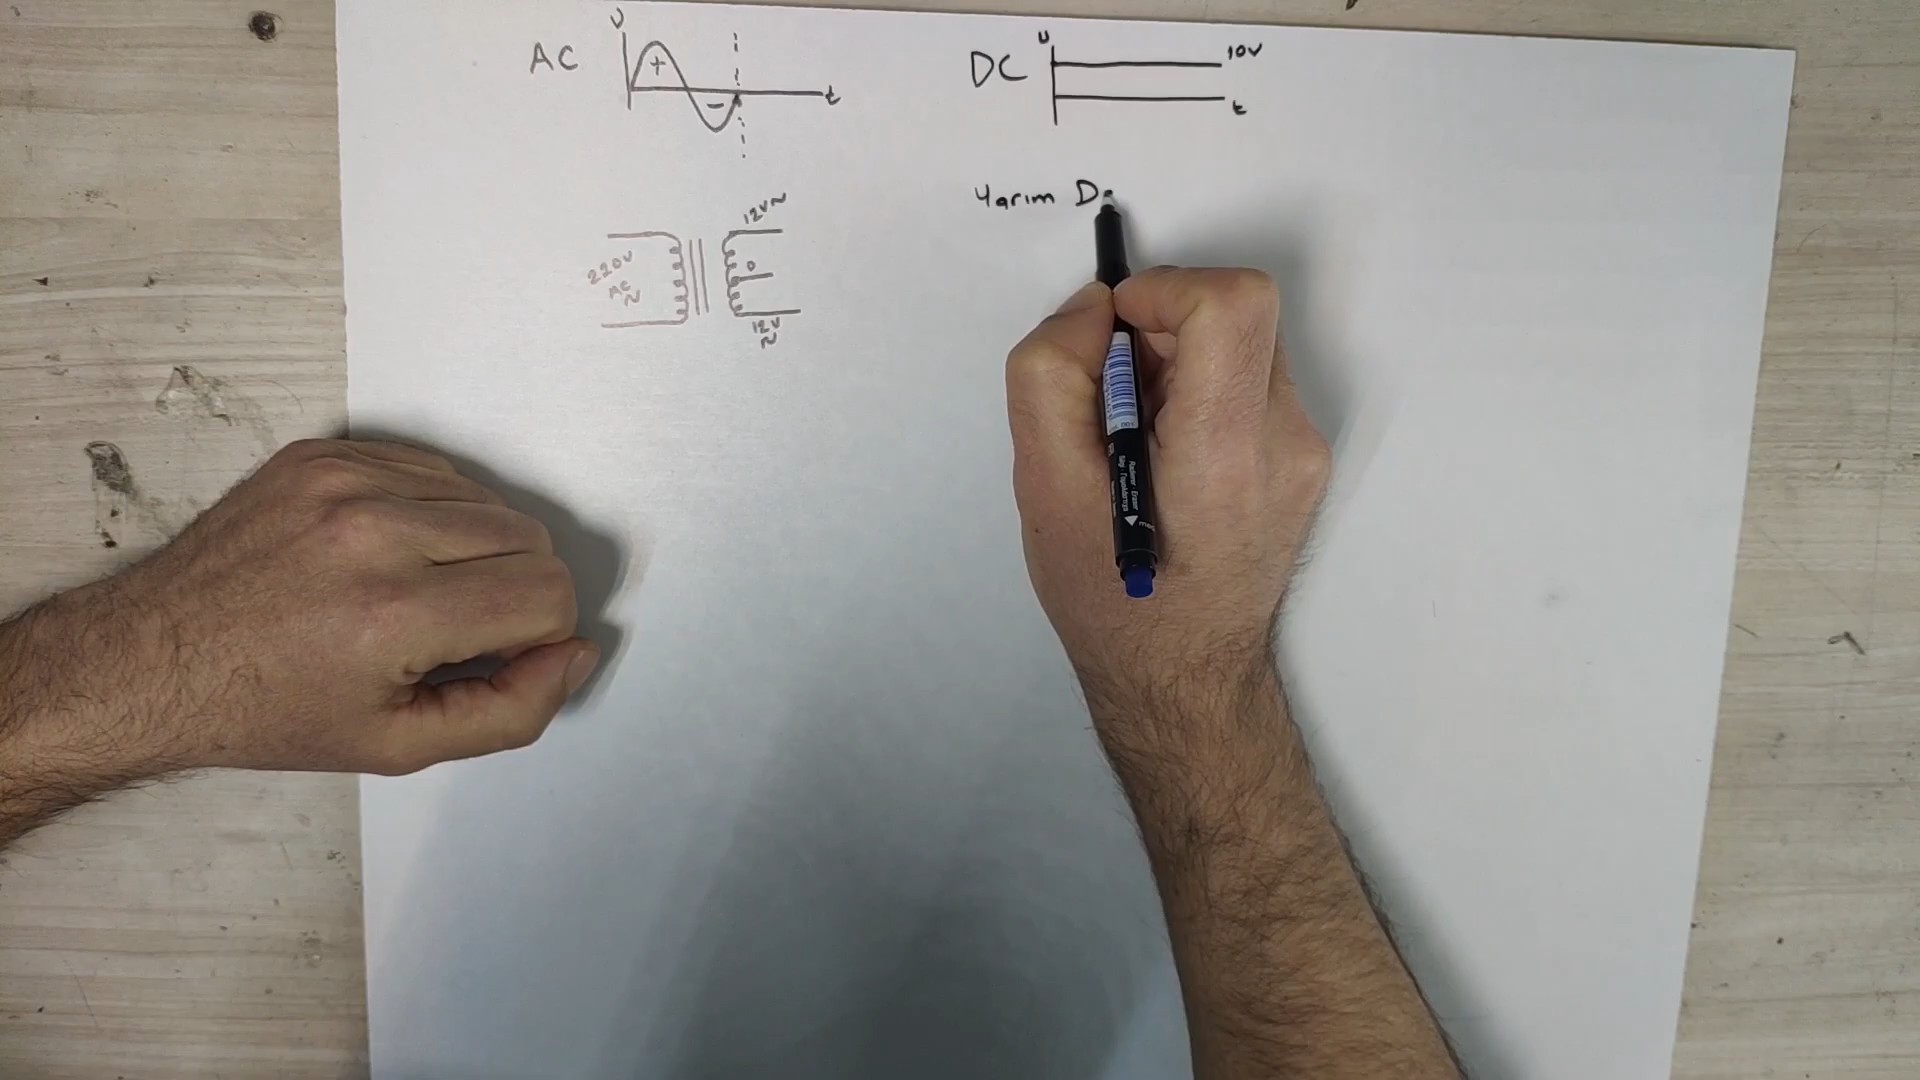 AC U + - t
DC U 10V t
Yarım D
12V~
220V
AC
~
0
12V
~